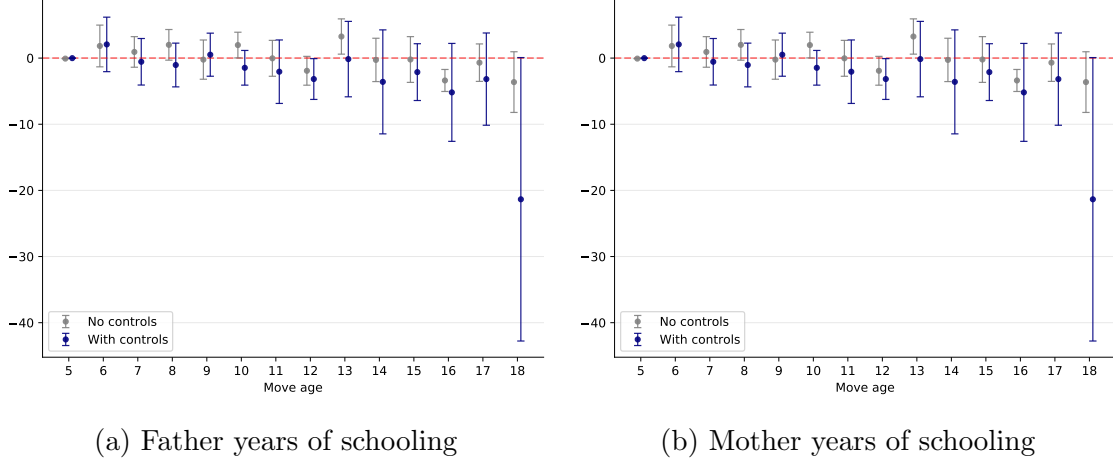 0
−10
−20
−30
−40
No controls
With controls
5 6 7 8 9 10 11 12 13 14 15 16 17 18
Move age
(a) Father years of schooling
0
−10
−20
−30
−40
No controls
With controls
5 6 7 8 9 10 11 12 13 14 15 16 17 18
Move age
(b) Mother years of schooling